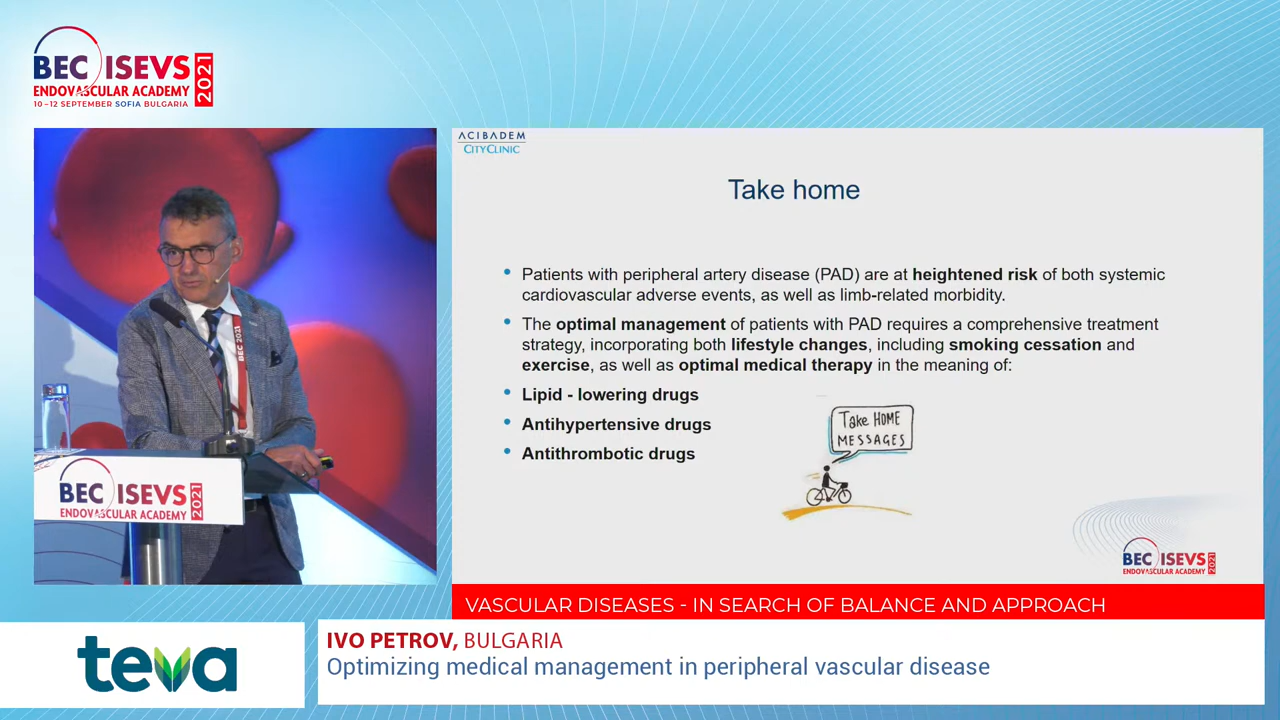 BEC ISEVS
ENDOVASCULAR ACADEMY
2021
10 – 12 SEPTEMBER SOFIA BULGARIA
BEC 2021
BEC ISEVS
ENDOVASCULAR ACADEMY
2021
ACIBADEM
CITYCLINIC
Take home
• Patients with peripheral artery disease (PAD) are at heightened risk of both systemic
cardiovascular adverse events, as well as limb-related morbidity.
• The optimal management of patients with PAD requires a comprehensive treatment
strategy, incorporating both lifestyle changes, including smoking cessation and
exercise, as well as optimal medical therapy in the meaning of:
• Lipid - lowering drugs
• Antihypertensive drugs
• Antithrombotic drugs
Take HOME
MESSAGES
BEC ISEVS
ENDOVASCULAR ACADEMY
2021
VASCULAR DISEASES - IN SEARCH OF BALANCE AND APPROACH
teva
IVO PETROV, BULGARIA
Optimizing medical management in peripheral vascular disease